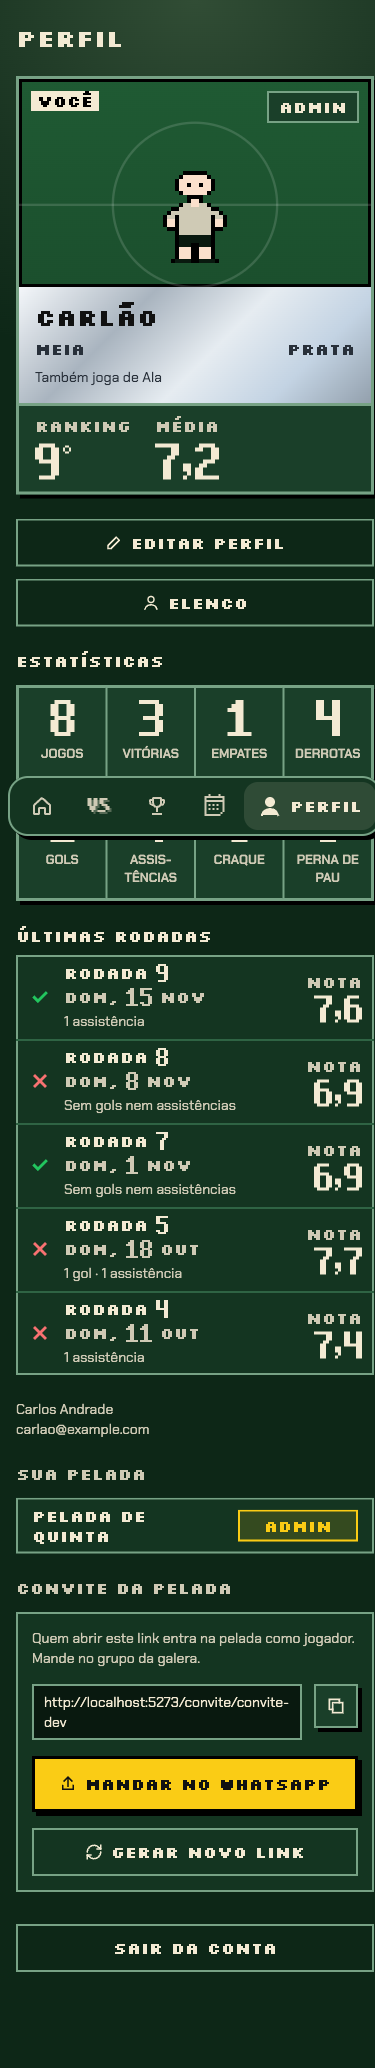 PERFIL
VOCÊ
ADMIN
CARLÃO
MEIA
PRATA
Também joga de Ala
RANKING MÉDIA
9° 7,2
EDITAR PERFIL
ELENCO
ESTATÍSTICAS
8 3 1 4
JOGOS VITÓRIAS EMPATES DERROTAS
VS PERFIL
GOLS ASSIS-TÊNCIAS CRAQUE PERNA DE PAU
ÚLTIMAS RODADAS
RODADA 9
DOM, 15 NOV
1 assistência
NOTA
7,6
RODADA 8
DOM, 8 NOV
Sem gols nem assistências
NOTA
6,9
RODADA 7
DOM, 1 NOV
Sem gols nem assistências
NOTA
6,9
RODADA 5
DOM, 18 OUT
1 gol · 1 assistência
NOTA
7,7
RODADA 4
DOM, 11 OUT
1 assistência
NOTA
7,4
Carlos Andrade
carlao@example.com
SUA PELADA
PELADA DE
QUINTA
ADMIN
CONVITE DA PELADA
Quem abrir este link entra na pelada como jogador.
Mande no grupo da galera.
http://localhost:5273/convite/convite-
dev
MANDAR NO WHATSAPP
GERAR NOVO LINK
SAIR DA CONTA